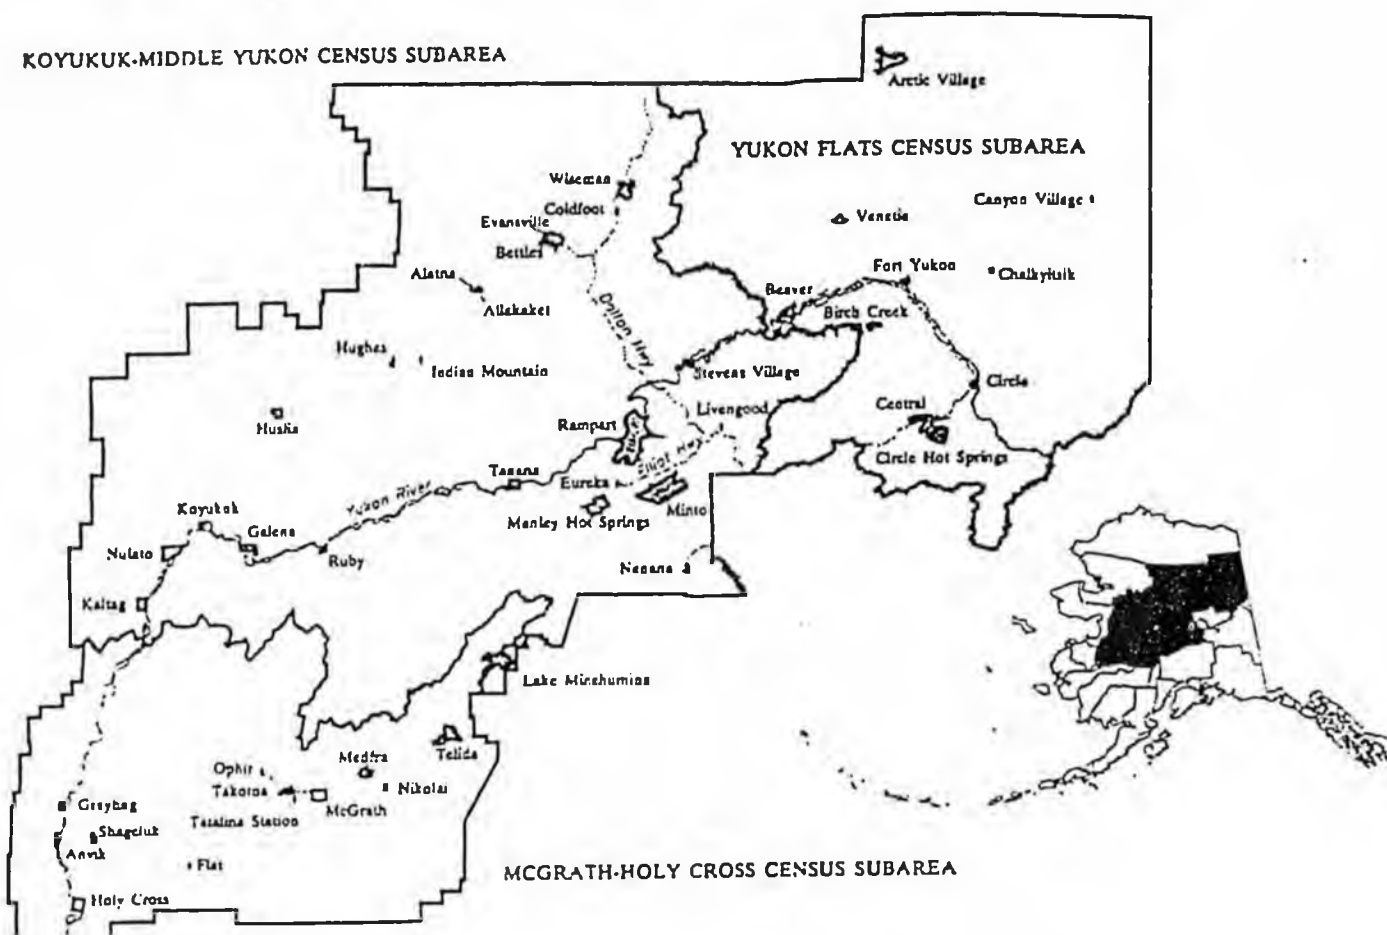 KOYUKUK-MIDDLE YUKON CENSUS SUBAREA
Arctic Village
YUKON FLATS CENSUS SUBAREA
Wiseman
Coldfoot
Canyon Village
Venetie
Evansville
Bettles
Fort Yukon
Chalkyitsik
Alatna
Allakaket
Beaver
Birch Creek
Dalton Hwy
Hughes
Indian Mountain
Stevens Village
Circle
Livengood
Central
Huslia
Rampart
Circle Hot Springs
Elliot Hwy
Tanana
Eureka
Yukon River
Minto
Manley Hot Springs
Koyukuk
Galena
Nulato
Ruby
Nenana
Kaltag
Lake Minchumina
Telida
Medfra
Ophir
Takotna
Nikolai
McGrath
Tatalina Station
Grayling
Shageluk
Anvik
Flat
MCGRATH-HOLY CROSS CENSUS SUBAREA
Holy Cross